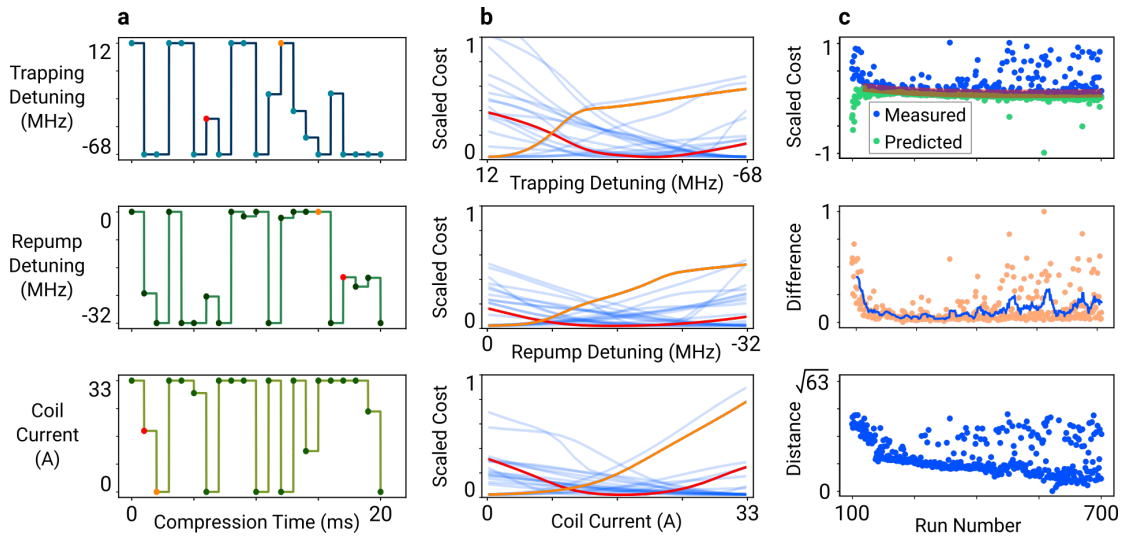 a
b
c
Trapping
Detuning
(MHz)
12
-68
Scaled Cost
1
0
12
-68
Trapping Detuning (MHz)
Scaled Cost
1
-1
Measured
Predicted
Repump
Detuning
(MHz)
0
-32
Scaled Cost
1
0
0
-32
Repump Detuning (MHz)
Difference
1
0
Coil
Current
(A)
33
0
0
20
Compression Time (ms)
Scaled Cost
1
0
0
33
Coil Current (A)
Distance
√63
0
100
700
Run Number